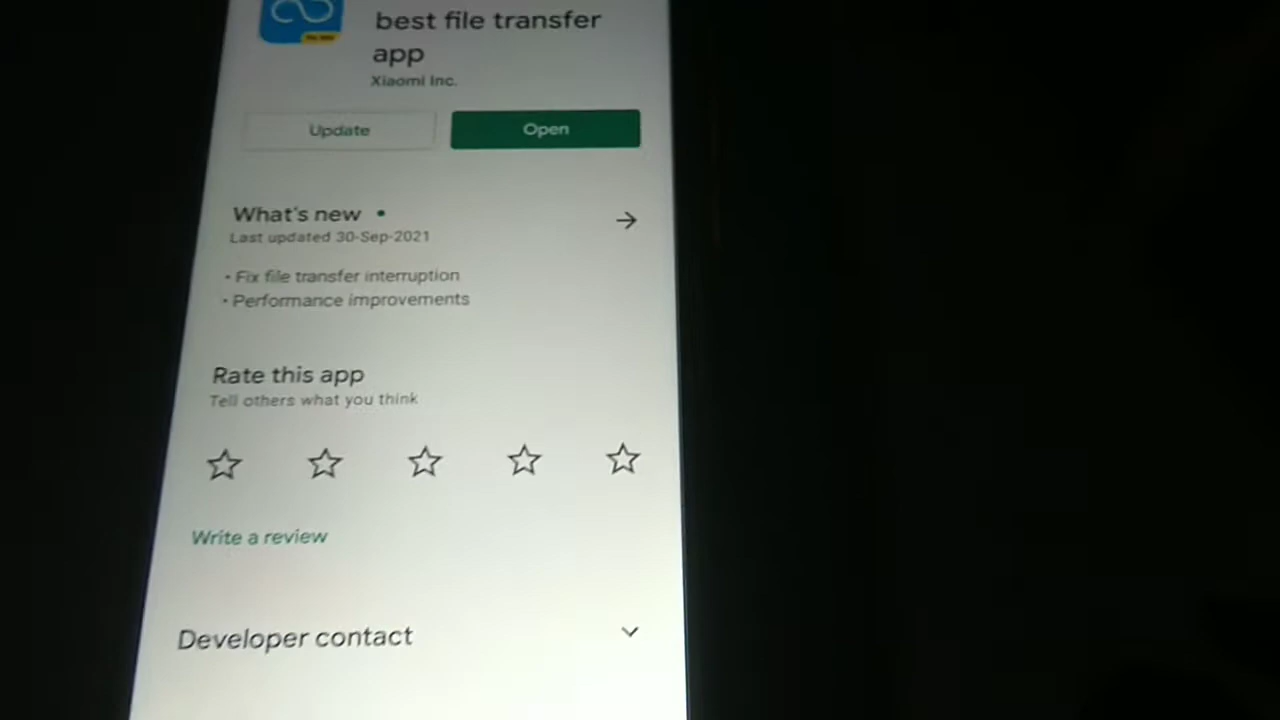 best file transfer
app
Xiaomi Inc.
Update
Open
What's new •
Last updated 30-Sep-2021
• Fix file transfer interruption
• Performance improvements
Rate this app
Tell others what you think
Write a review
Developer contact